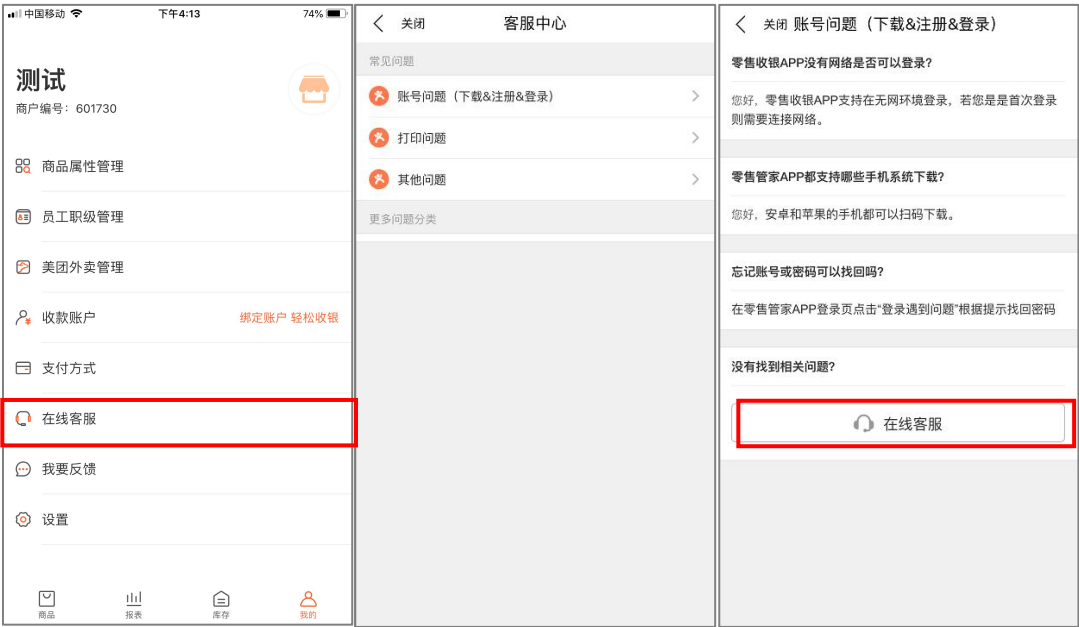 中国移动 下午4:13 74%
测试
商户编号：601730
商品属性管理
员工职级管理
美团外卖管理
收款账户 绑定账户 轻松收银
支付方式
在线客服
我要反馈
设置
商品 报表 库存 我的
关闭 客服中心
常见问题
账号问题（下载&注册&登录）
打印问题
其他问题
更多问题分类
关闭 账号问题（下载&注册&登录）
零售收银APP没有网络是否可以登录?
您好，零售收银APP支持在无网环境登录，若您是是首次登录
则需要连接网络。
零售管家APP都支持哪些手机系统下载?
您好，安卓和苹果的手机都可以扫码下载。
忘记账号或密码可以找回吗?
在零售管家APP登录页点击“登录遇到问题”根据提示找回密码
没有找到相关问题?
在线客服